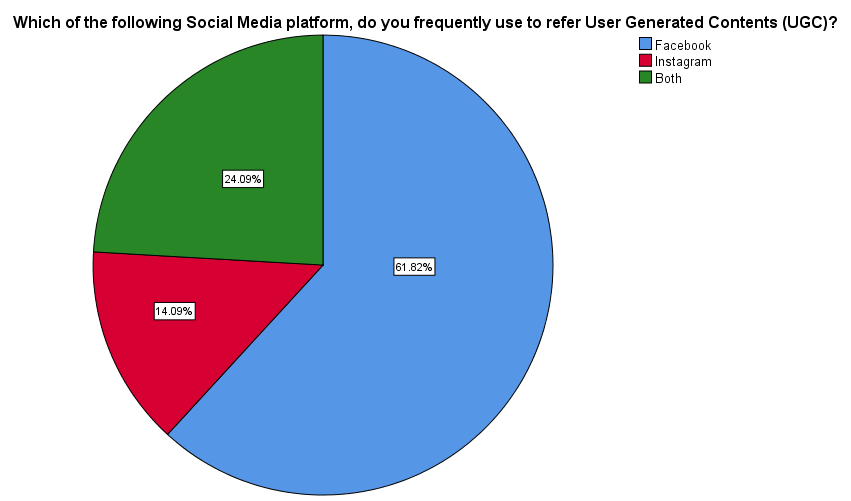 Which of the following Social Media platform, do you frequently use to refer User Generated Contents (UGC)?
Facebook
Instagram
Both
24.09%
61.82%
14.09%